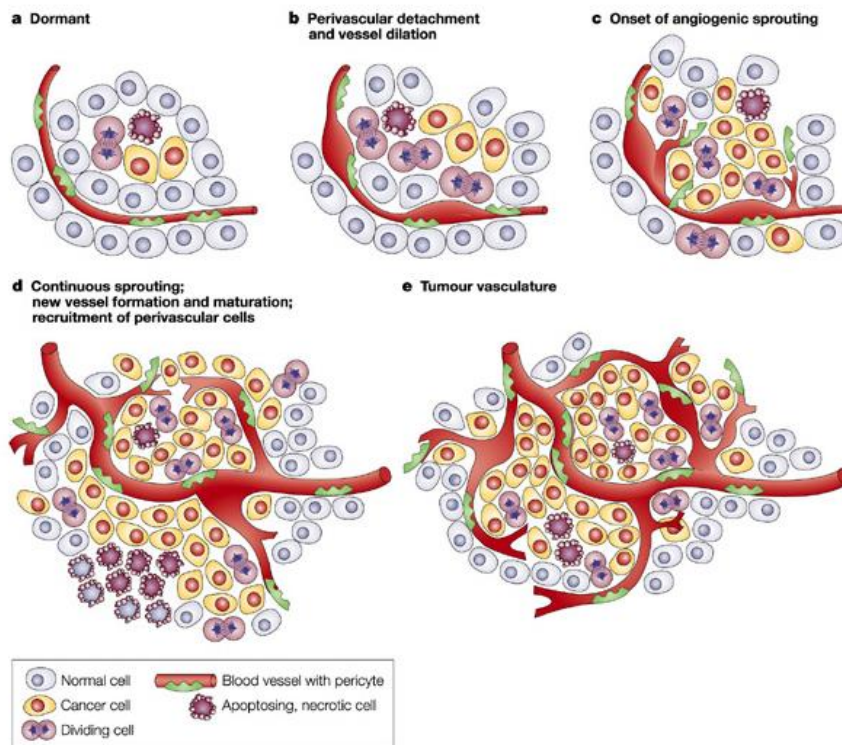 a Dormant
b Perivascular detachment
and vessel dilation
c Onset of angiogenic sprouting
d Continuous sprouting;
new vessel formation and maturation;
recruitment of perivascular cells
e Tumour vasculature
Normal cell
Cancer cell
Dividing cell
Blood vessel with pericyte
Apoptosing, necrotic cell